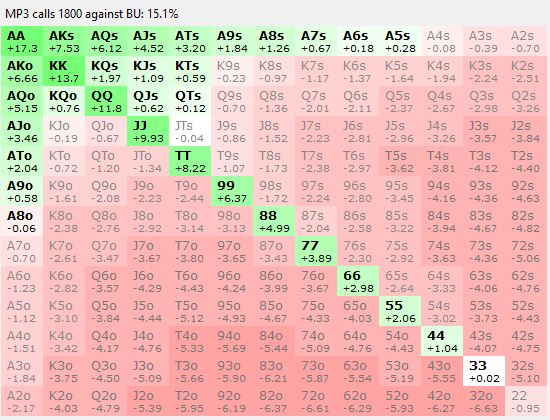 MP3 calls 1800 against BU: 15.1%
AA AKs AQs AJs ATs A9s A8s A7s A6s A5s A4s A3s A2s
+17.3 +7.53 +6.12 +4.52 +3.20 +1.84 +1.26 +0.67 +0.18 +0.28 -0.08 -0.39 -0.70
AKo KK KQs KJs KTs K9s K8s K7s K6s K5s K4s K3s K2s
+6.66 +13.7 +1.97 +1.09 +0.59 -0.23 -0.97 -1.17 -1.37 -1.64 -1.94 -2.24 -2.51
AQo KQo QQ QJs QTs Q9s Q8s Q7s Q6s Q5s Q4s Q3s Q2s
+5.15 +0.76 +11.8 +0.62 +0.12 -0.70 -1.36 -2.01 -2.11 -2.37 -2.67 -2.98 -3.26
AJo KJo QJo JJ JTs J9s J8s J7s J6s J5s J4s J3s J2s
+3.46 -0.19 -0.67 +9.93 -0.04 -0.86 -1.52 -2.23 -2.81 -2.96 -3.26 -3.57 -3.84
ATo KTo QTo JTo TT T9s T8s T7s T6s T5s T4s T3s T2s
+2.04 -0.72 -1.20 -1.34 +8.22 -1.07 -1.73 -2.38 -2.97 -3.62 -3.81 -4.12 -4.40
A9o K9o Q9o J9o T9o 99 98s 97s 96s 95s 94s 93s 92s
+0.58 -1.61 -2.08 -2.23 -2.44 +6.37 -1.72 -2.24 -2.80 -3.45 -4.16 -4.36 -4.63
A8o K8o Q8o J8o T8o 98o 88 87s 86s 85s 84s 83s 82s
-0.06 -2.38 -2.76 -2.92 -3.14 -3.13 +4.99 -2.04 -2.58 -3.22 -3.94 -4.67 -4.82
A7o K7o Q7o J7o T7o 97o 87o 77 76s 75s 74s 73s 72s
-0.70 -2.61 -3.47 -3.67 -3.80 -3.65 -3.43 +3.89 -2.30 -2.92 -3.63 -4.36 -5.06
A6o K6o Q6o J6o T6o 96o 86o 76o 66 65s 64s 63s 62s
-1.23 -2.82 -3.57 -4.29 -4.43 -4.24 -3.99 -3.67 +2.98 -2.64 -3.33 -4.06 -4.76
A5o K5o Q5o J5o T5o 95o 85o 75o 65o 55 54s 53s 52s
-1.12 -3.10 -3.84 -4.44 -5.12 -4.93 -4.67 -4.33 -4.03 +2.06 -3.02 -3.73 -4.43
A4o K4o Q4o J4o T4o 94o 84o 74o 64o 54o 44 43s 42s
-1.51 -3.42 -4.17 -4.76 -5.33 -5.69 -5.44 -5.09 -4.76 -4.43 +1.04 -4.07 -4.75
A3o K3o Q3o J3o T3o 93o 83o 73o 63o 53o 43o 33 32s
-1.84 -3.75 -4.50 -5.09 -5.66 -5.90 -6.21 -5.87 -5.54 -5.19 -5.55 +0.02 -5.10
A2o K2o Q2o J2o T2o 92o 82o 72o 62o 52o 42o 32o 22
-2.17 -4.03 -4.79 -5.39 -5.95 -6.19 -6.37 -6.61 -6.29 -5.93 -6.27 -6.63 -0.95